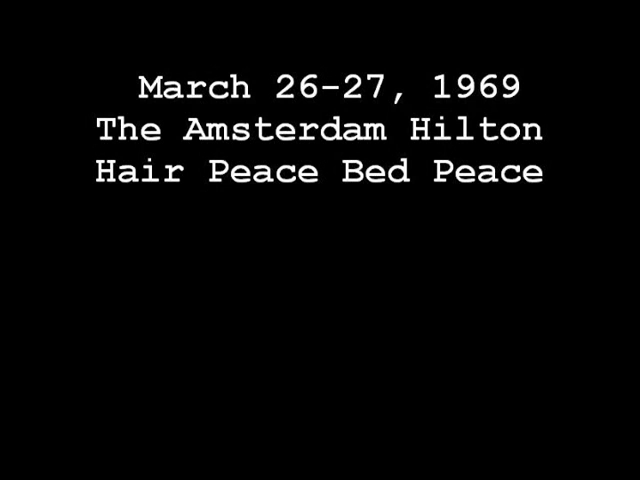 March 26-27, 1969
The Amsterdam Hilton
Hair Peace Bed Peace